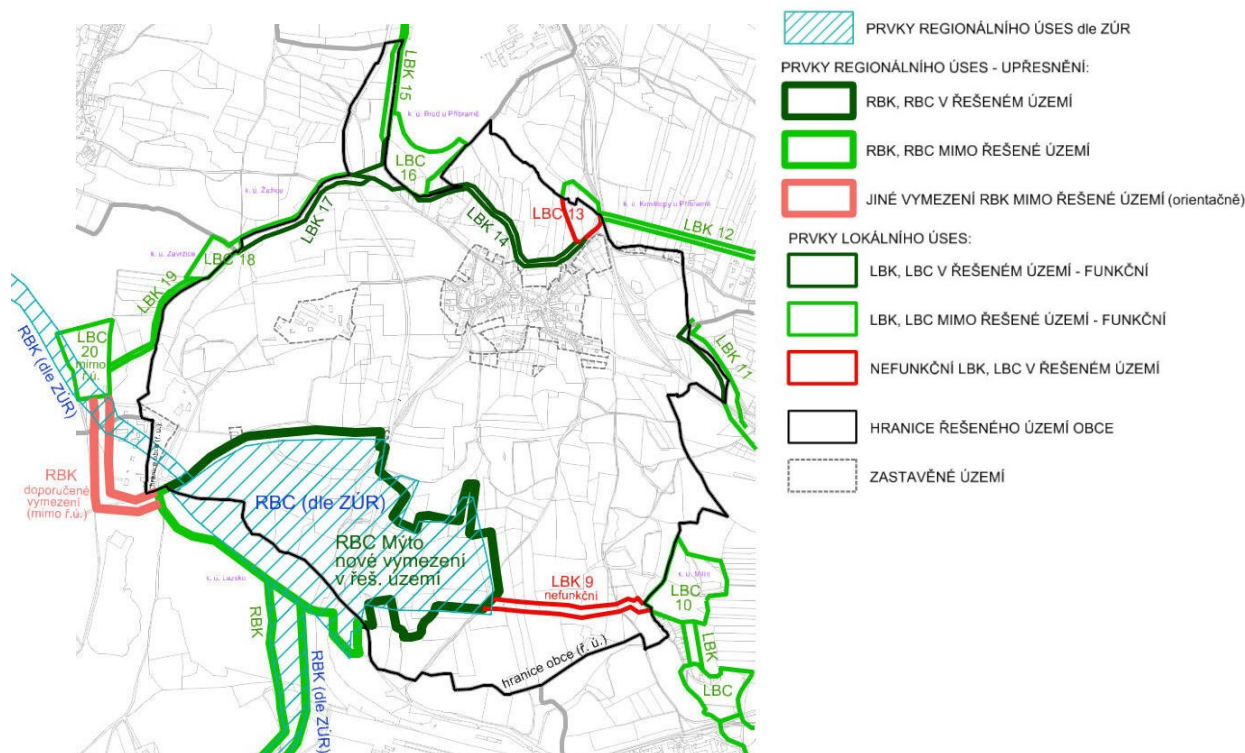 LBK 15
k. ú. Brod u Příbramě
LBC
16
k. ú. Žežice
LBK 17
LBK 14
LBC 13
k. ú. Konětopy u Příbramě
LBK 12
k. ú. Zavržice
LBC 18
LBK 19
RBK (dle ZÚR)
LBC
20
mimo
ř.ú.
LBK 11
hranice obce (ř. ú.)
RBK
doporučené
vymezení
(mimo ř.ú.)
RBC (dle ZÚR)
RBC Mýto
nové vymezení
v řeš. území
k. ú. Lazsko
RBK
RBK (dle ZÚR)
LBK 9
nefunkční
k. ú. Milín
LBC
10
LBK
LBC
hranice obce (ř. ú.)
PRVKY REGIONÁLNÍHO ÚSES dle ZÚR
PRVKY REGIONÁLNÍHO ÚSES - UPŘESNĚNÍ:
RBK, RBC V ŘEŠENÉM ÚZEMÍ
RBK, RBC MIMO ŘEŠENÉ ÚZEMÍ
JINÉ VYMEZENÍ RBK MIMO ŘEŠENÉ ÚZEMÍ (orientačně)
PRVKY LOKÁLNÍHO ÚSES:
LBK, LBC V ŘEŠENÉM ÚZEMÍ - FUNKČNÍ
LBK, LBC MIMO ŘEŠENÉ ÚZEMÍ - FUNKČNÍ
NEFUNKČNÍ LBK, LBC V ŘEŠENÉM ÚZEMÍ
HRANICE ŘEŠENÉHO ÚZEMÍ OBCE
ZASTAVĚNÉ ÚZEMÍ